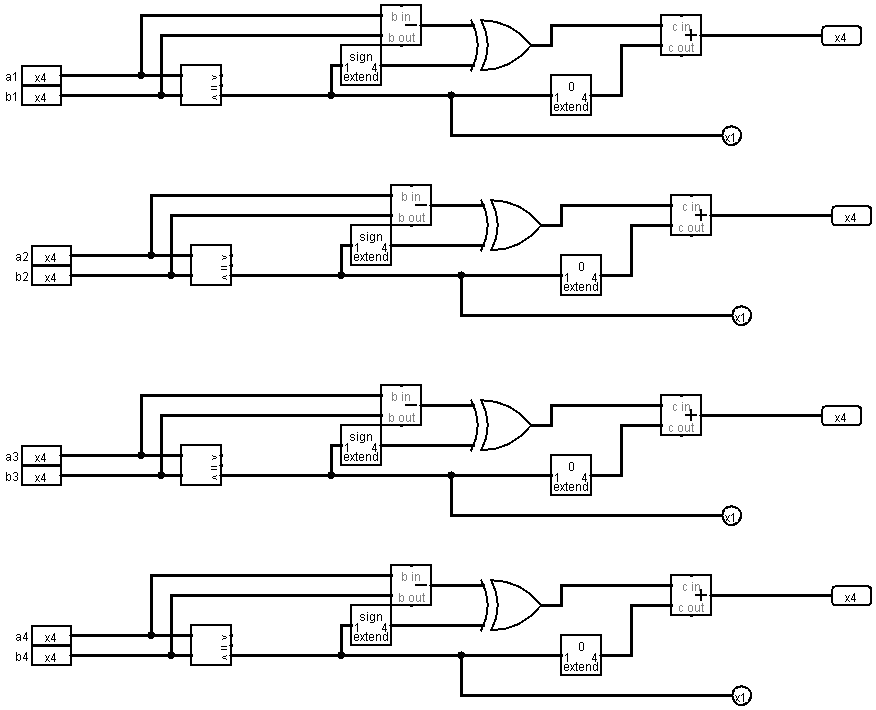 b in
− x4
b out c in
+
c out
sign
1 4
extend
a1 x4
b1 x4
>
=
<
0
1 4
extend
x1
b in
− x4
b out c in
+
c out
sign
1 4
extend
a2 x4
b2 x4
>
=
<
0
1 4
extend
x1
b in
− x4
b out c in
+
c out
sign
1 4
extend
a3 x4
b3 x4
>
=
<
0
1 4
extend
x1
b in
− x4
b out c in
+
c out
sign
1 4
extend
a4 x4
b4 x4
>
=
<
0
1 4
extend
x1